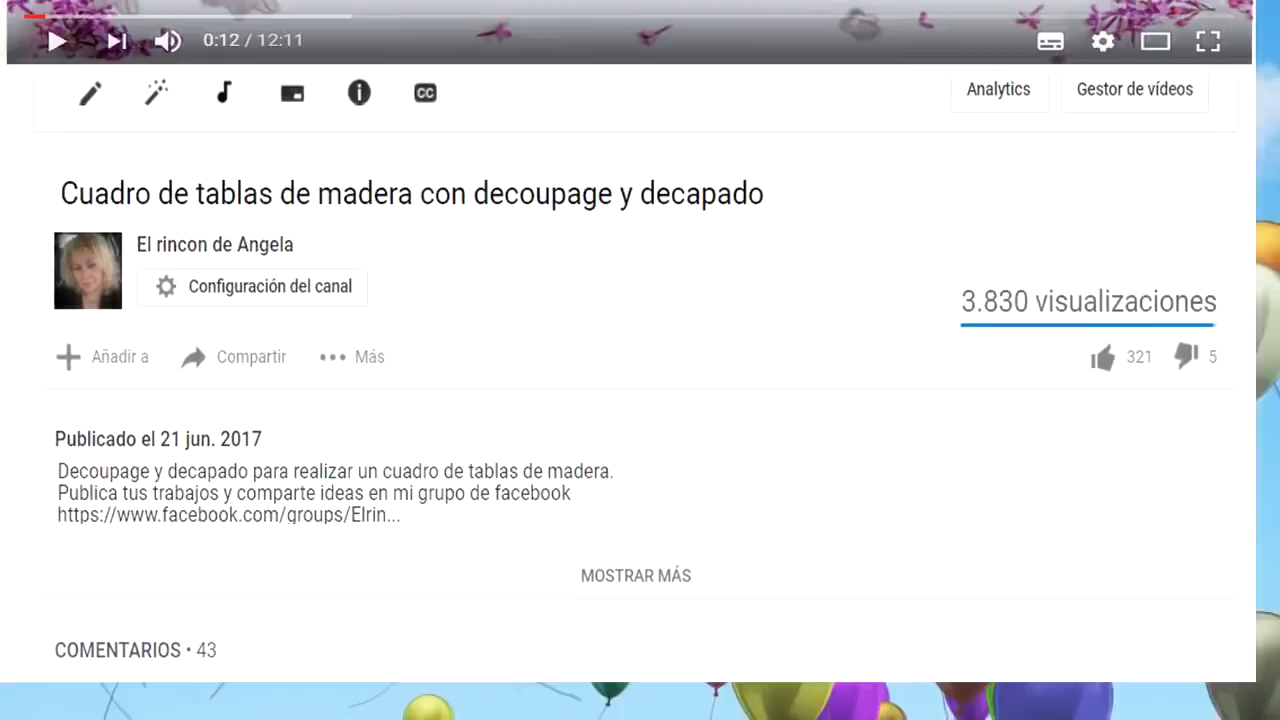 0:12 / 12:11
CC
Analytics
Gestor de vídeos
Cuadro de tablas de madera con decoupage y decapado
El rincon de Angela
Configuración del canal
3.830 visualizaciones
Añadir a
Compartir
Más
321
5
Publicado el 21 jun. 2017
Decoupage y decapado para realizar un cuadro de tablas de madera.
Publica tus trabajos y comparte ideas en mi grupo de facebook
https://www.facebook.com/groups/Elrin...
MOSTRAR MÁS
COMENTARIOS • 43